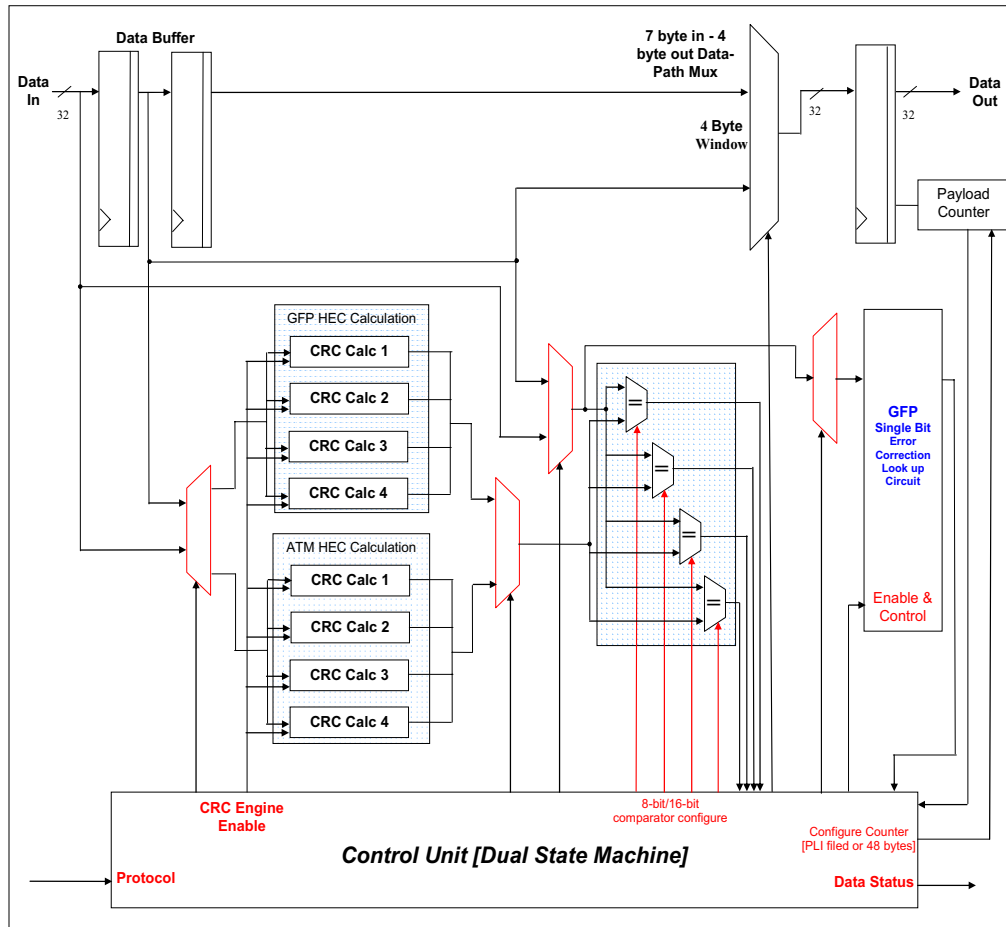 Data Buffer
Data
In
32
7 byte in - 4
byte out Data-
Path Mux
4 Byte
Window
32
32
Data
Out
Payload
Counter
GFP HEC Calculation
CRC Calc 1
CRC Calc 2
CRC Calc 3
CRC Calc 4
ATM HEC Calculation
CRC Calc 1
CRC Calc 2
CRC Calc 3
CRC Calc 4
=
=
=
=
GFP
Single Bit
Error
Correction
Look up
Circuit
Enable &
Control
CRC Engine
Enable
8-bit/16-bit
comparator configure
Configure Counter
[PLI filed or 48 bytes]
Control Unit [Dual State Machine]
Protocol
Data Status